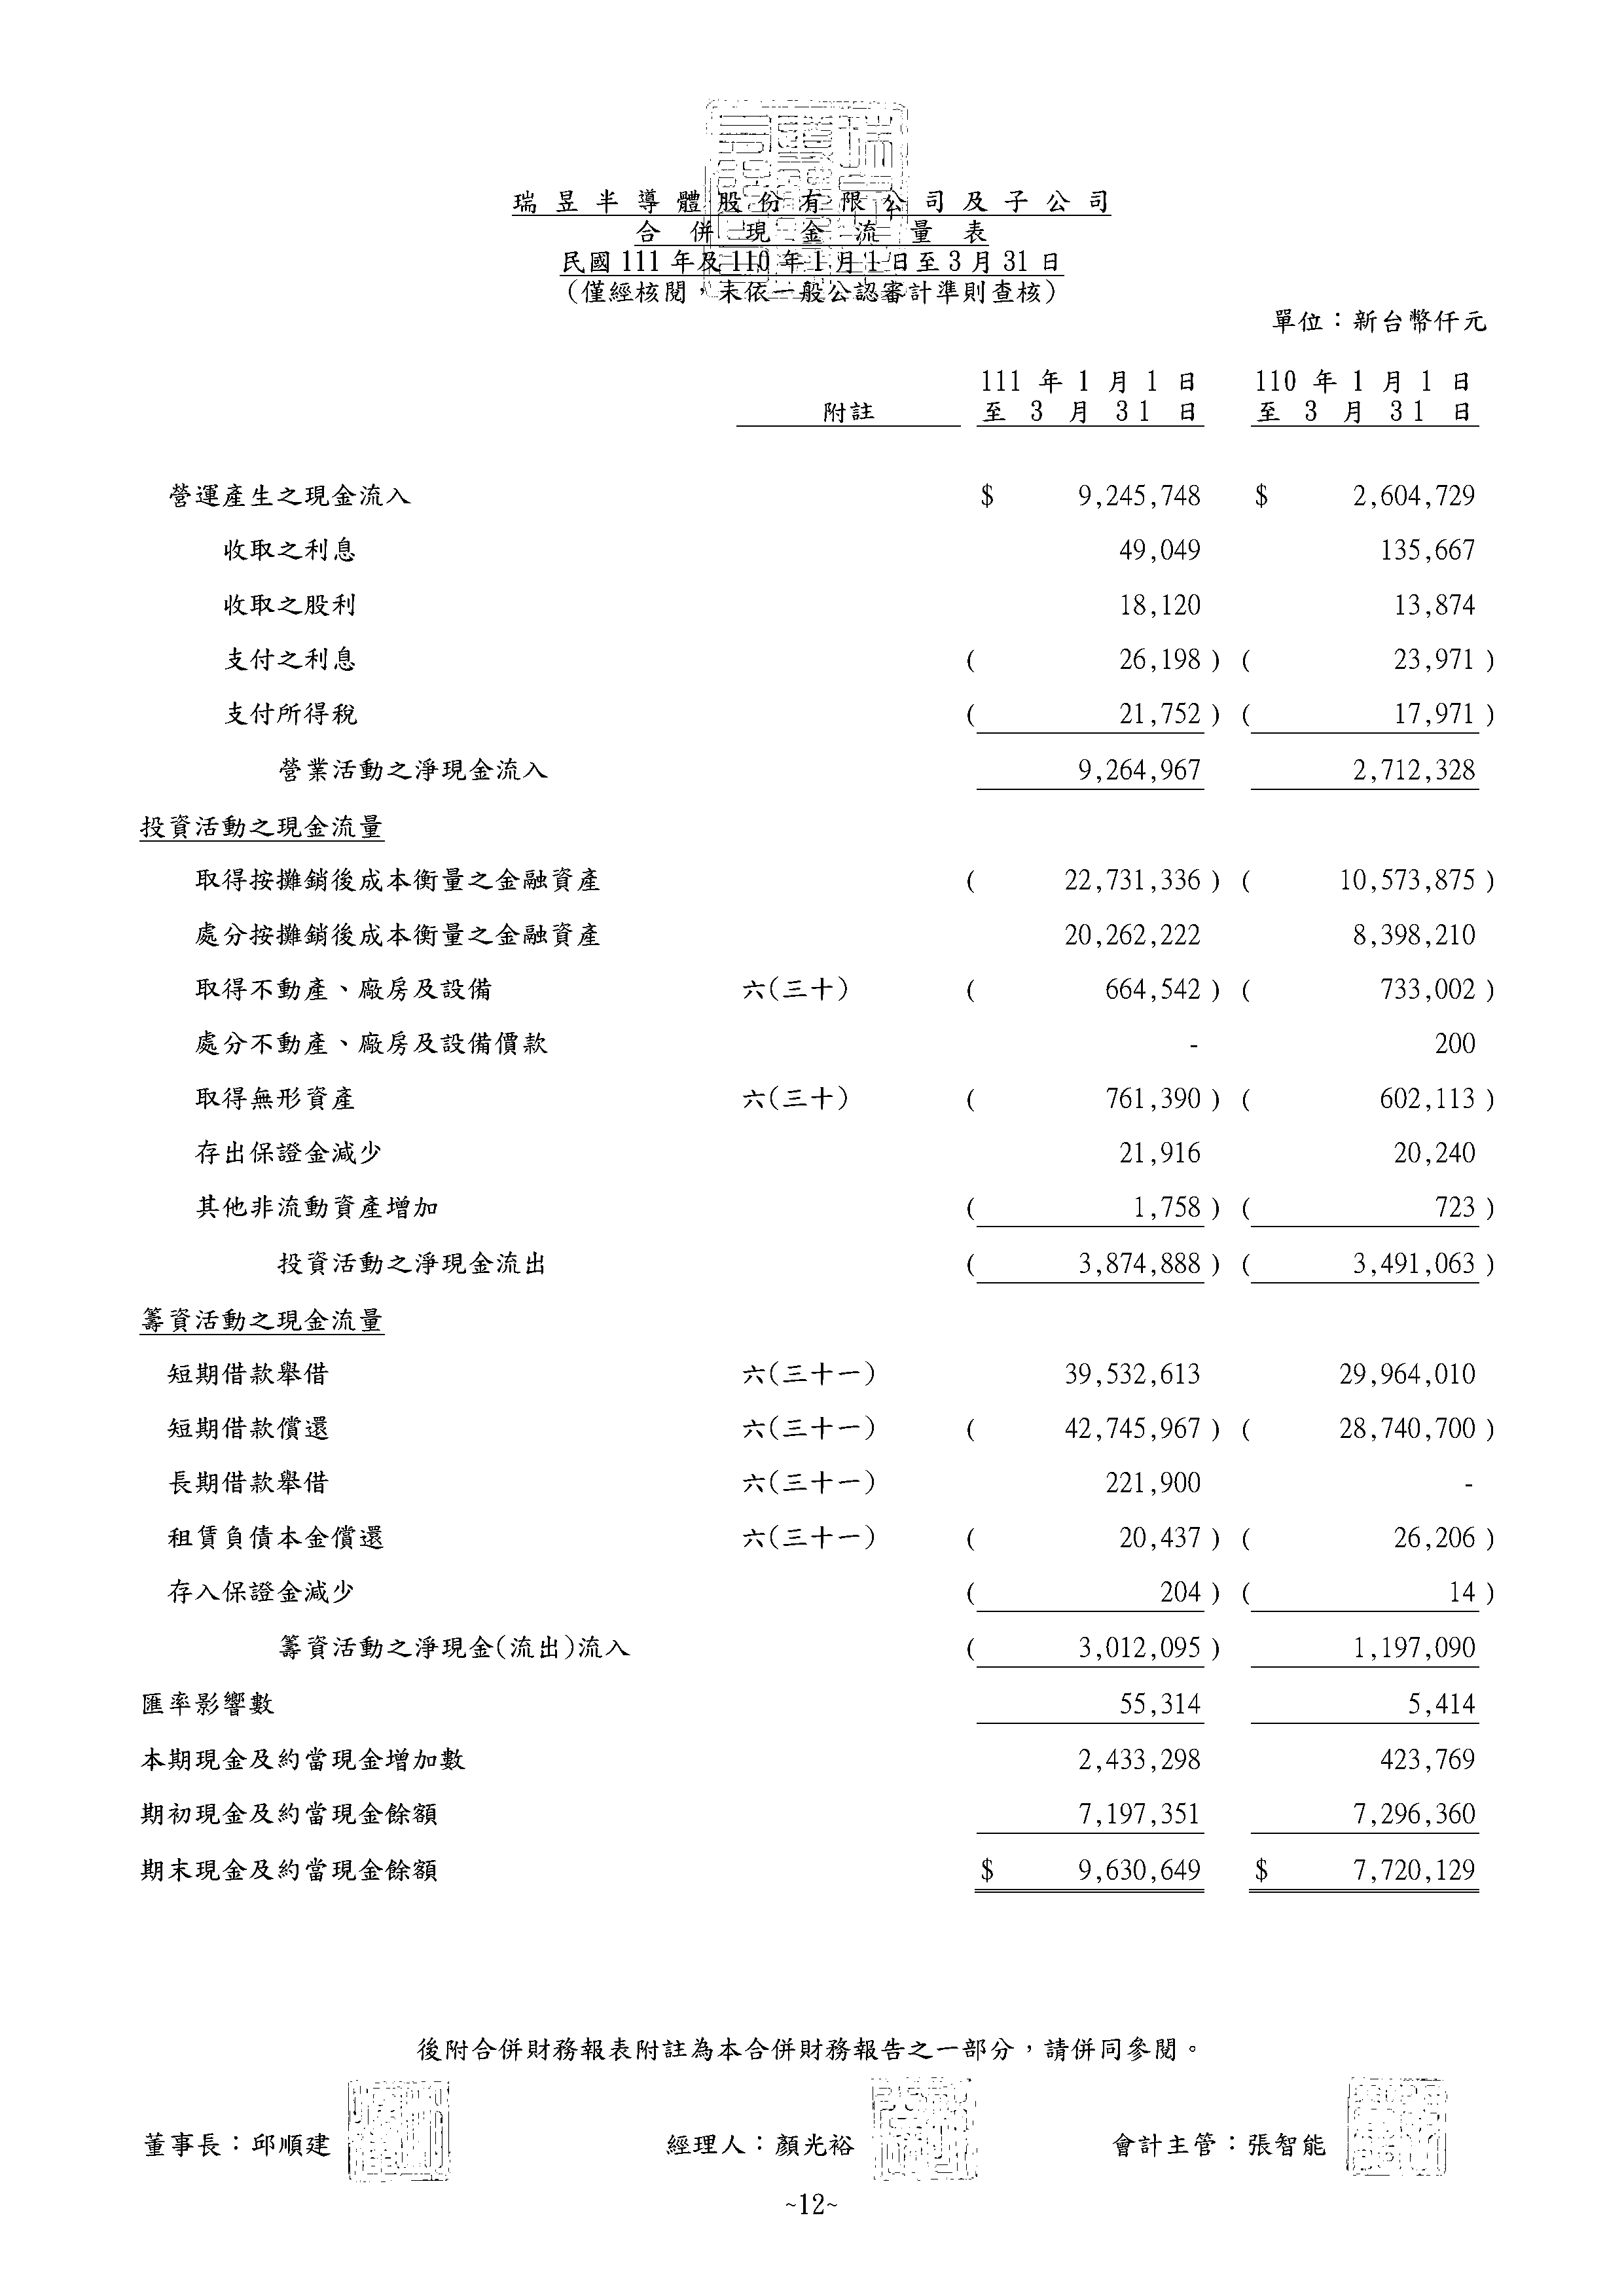 瑞昱半導體股份有限公司及子公司
合併現金流量表
民國111年及110年1月1日至3月31日
(僅經核閱，未依一般公認審計準則查核)
單位：新台幣仟元
111年1月1日 110年1月1日
附註 至3月31日 至3月31日
營運產生之現金流入 $ 9,245,748 $ 2,604,729
收取之利息 49,049 135,667
收取之股利 18,120 13,874
支付之利息 ( 26,198 ) ( 23,971 )
支付所得稅 ( 21,752 ) ( 17,971 )
營業活動之淨現金流入 9,264,967 2,712,328
投資活動之現金流量
取得按攤銷後成本衡量之金融資產 ( 22,731,336 ) ( 10,573,875 )
處分按攤銷後成本衡量之金融資產 20,262,222 8,398,210
取得不動產、廠房及設備 六(三十) ( 664,542 ) ( 733,002 )
處分不動產、廠房及設備價款 - 200
取得無形資產 六(三十) ( 761,390 ) ( 602,113 )
存出保證金減少 21,916 20,240
其他非流動資產增加 ( 1,758 ) ( 723 )
投資活動之淨現金流出 ( 3,874,888 ) ( 3,491,063 )
籌資活動之現金流量
短期借款舉借 六(三十一) 39,532,613 29,964,010
短期借款償還 六(三十一) ( 42,745,967 ) ( 28,740,700 )
長期借款舉借 六(三十一) 221,900 -
租賃負債本金償還 六(三十一) ( 20,437 ) ( 26,206 )
存入保證金減少 ( 204 ) ( 14 )
籌資活動之淨現金(流出)流入 ( 3,012,095 ) 1,197,090
匯率影響數 55,314 5,414
本期現金及約當現金增加數 2,433,298 423,769
期初現金及約當現金餘額 7,197,351 7,296,360
期末現金及約當現金餘額 $ 9,630,649 $ 7,720,129
後附合併財務報表附註為本合併財務報告之一部分，請併同參閱。
董事長：邱順建 經理人：顏光裕 會計主管：張智能
~12~